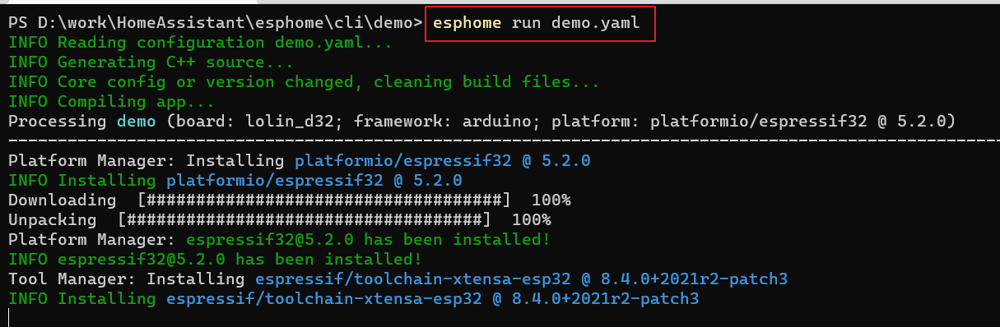 PS D:\work\HomeAssistant\esphome\cli\demo> esphome run demo.yaml
INFO Reading configuration demo.yaml...
INFO Generating C++ source...
INFO Core config or version changed, cleaning build files...
INFO Compiling app...
Processing demo (board: lolin_d32; framework: arduino; platform: platformio/espressif32 @ 5.2.0)
----------------------------------------------------------------------------------------------------
Platform Manager: Installing platformio/espressif32 @ 5.2.0
INFO Installing platformio/espressif32 @ 5.2.0
Downloading  [####################################]  100%
Unpacking  [####################################]  100%
Platform Manager: espressif32@5.2.0 has been installed!
INFO espressif32@5.2.0 has been installed!
Tool Manager: Installing espressif/toolchain-xtensa-esp32 @ 8.4.0+2021r2-patch3
INFO Installing espressif/toolchain-xtensa-esp32 @ 8.4.0+2021r2-patch3